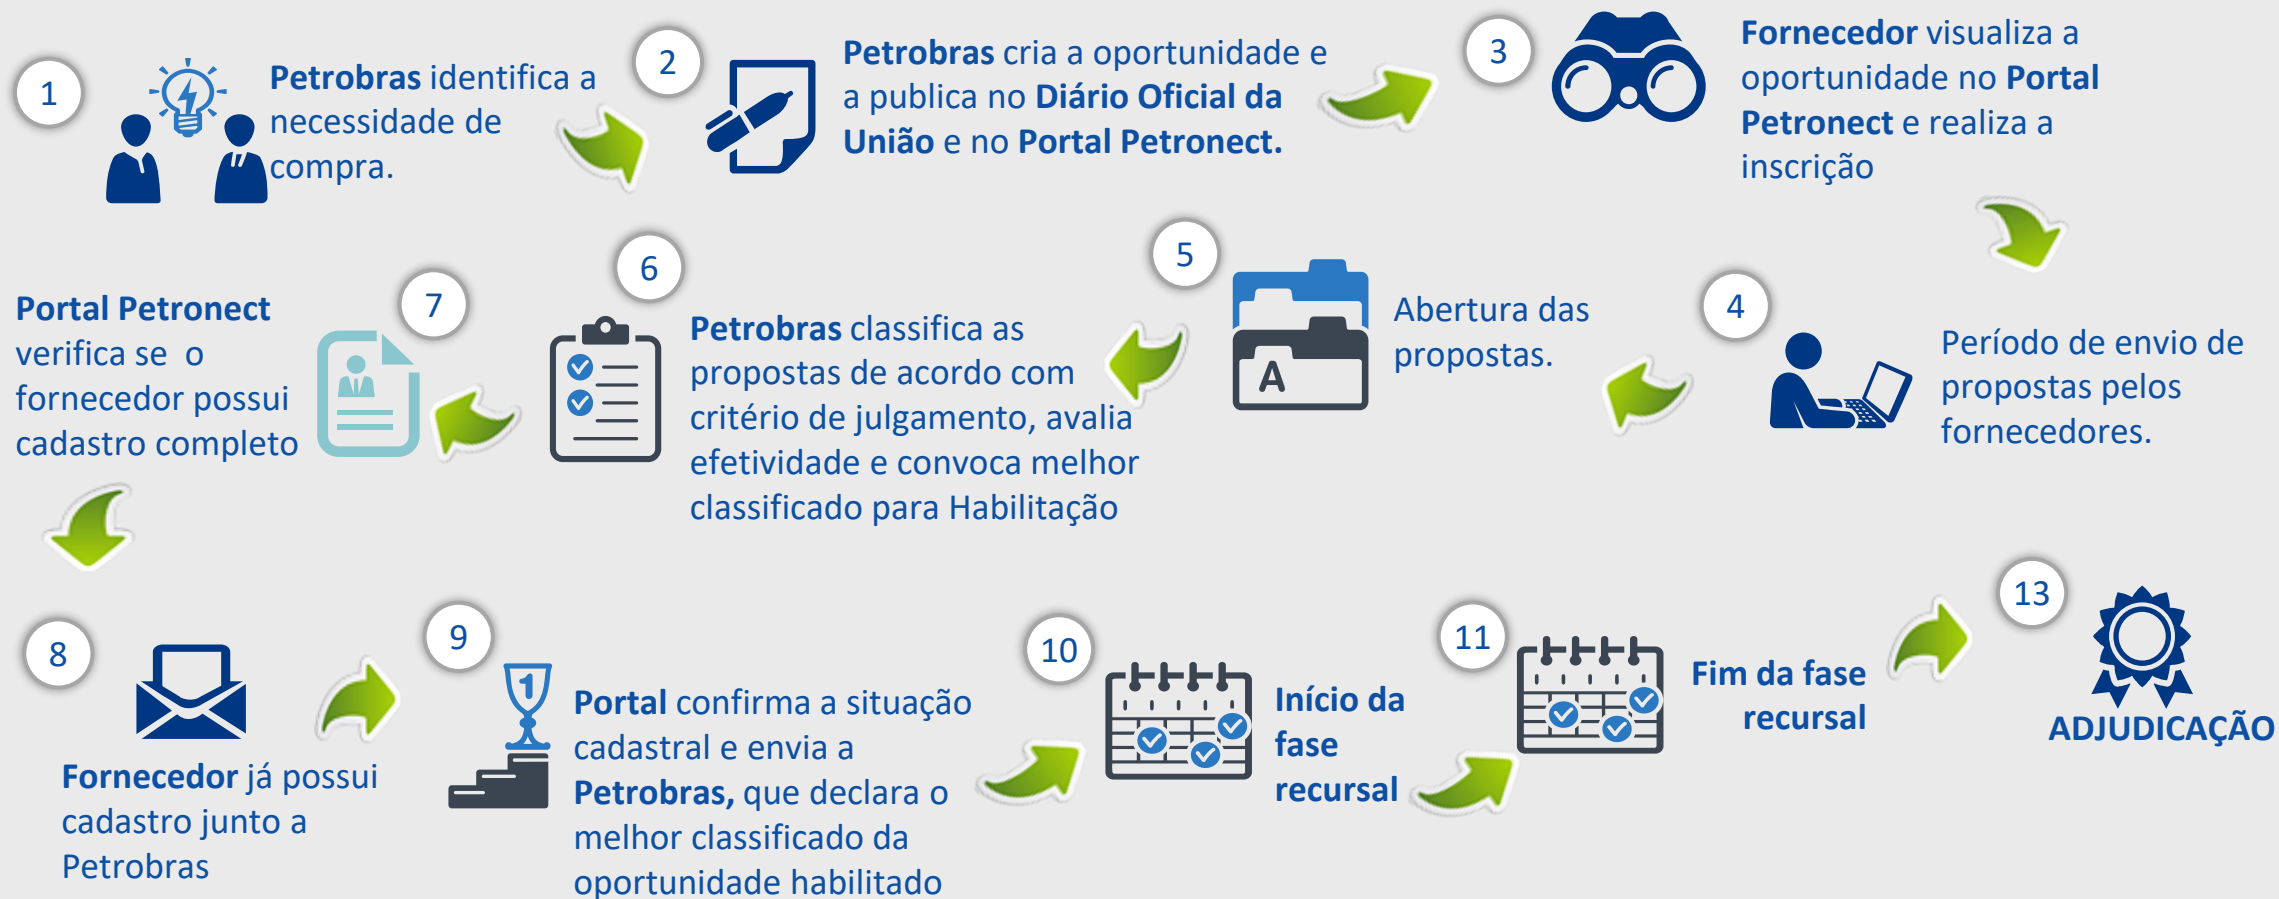 1
Petrobras identifica a
necessidade de
compra.
2
Petrobras cria a oportunidade e
a publica no Diário Oficial da
União e no Portal Petronect.
3
Fornecedor visualiza a
oportunidade no Portal
Petronect e realiza a
inscrição
4
Período de envio de
propostas pelos
fornecedores.
5
A
Abertura das
propostas.
6
Petrobras classifica as
propostas de acordo com
critério de julgamento, avalia
efetividade e convoca melhor
classificado para Habilitação
7
Portal Petronect
verifica se o
fornecedor possui
cadastro completo
8
Fornecedor já possui
cadastro junto a
Petrobras
9
1
Portal confirma a situação
cadastral e envia a
Petrobras, que declara o
melhor classificado da
oportunidade habilitado
10
Início da
fase
recursal
11
Fim da fase
recursal
13
ADJUDICAÇÃO